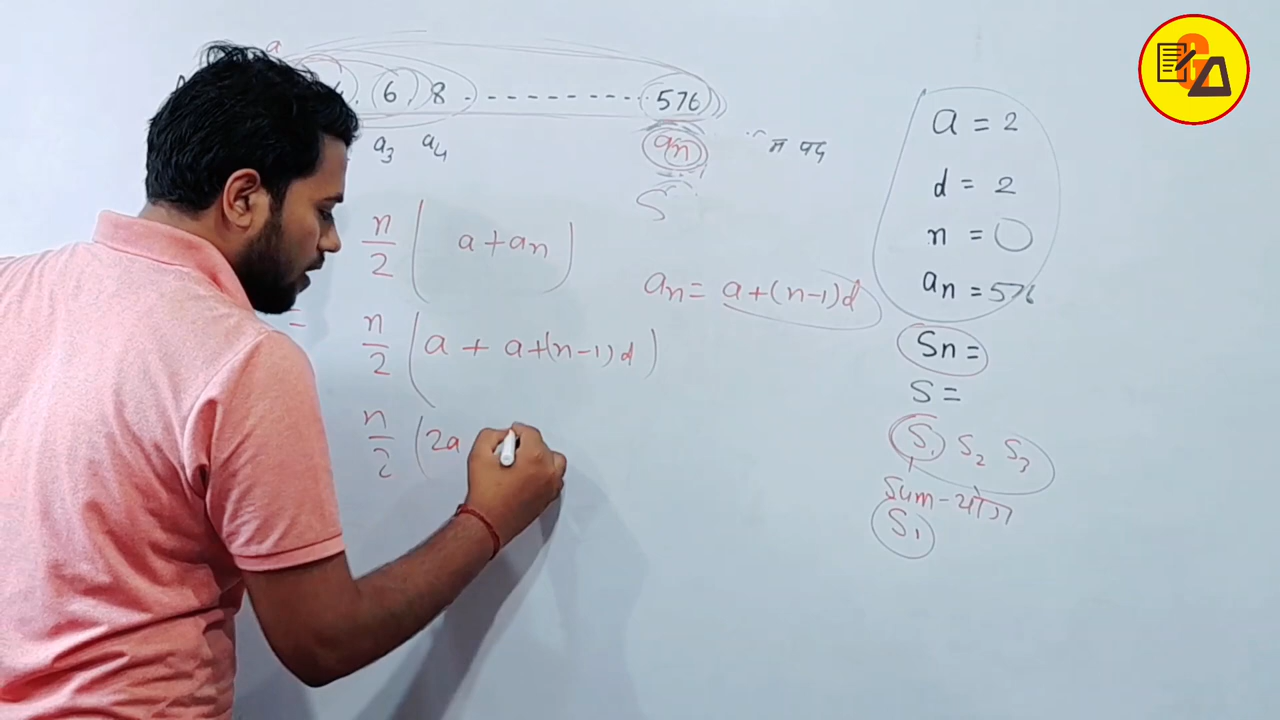 a
6, 8 - - - - - - - - - 576 a = 2
a3 a4 an न पद
d = 2
S
n/2 ( a + an ) n = 
an = a+(n-1)d an = 576
=
n/2 ( a + a+(n-1)d ) Sn =
S =
n/2 ( 2a S1 S2 S3
Sum - योग
S1